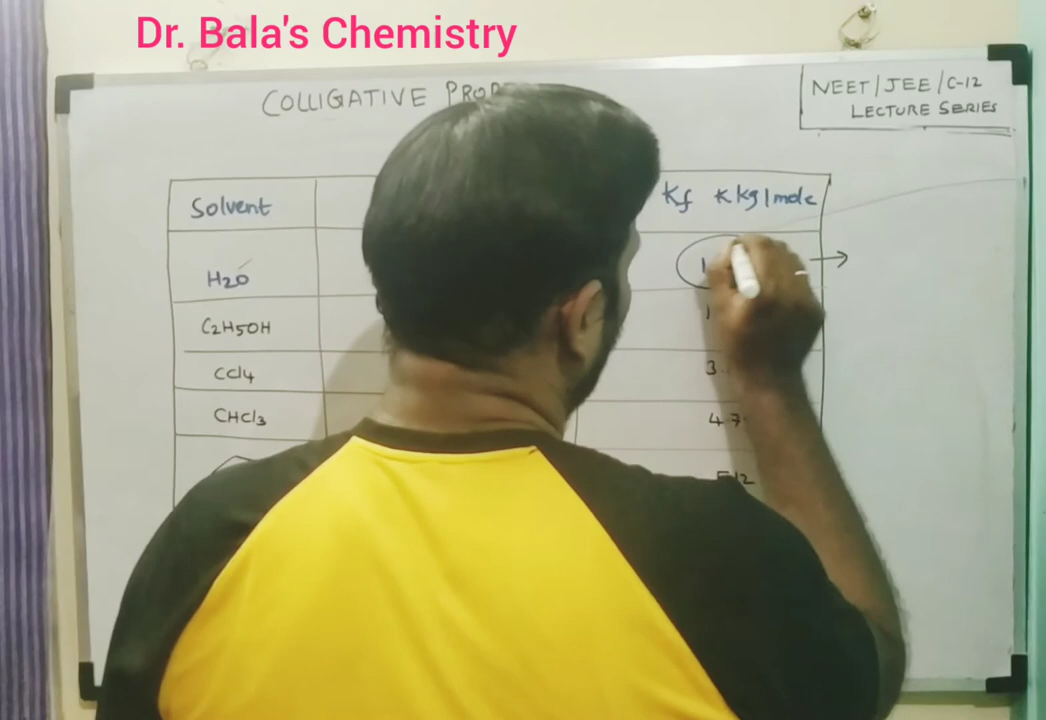 Dr. Bala's Chemistry
COLLIGATIVE
NEET/JEE/C-12
LECTURE SERIES
Solvent Kf K kg/mole
H2O
C2H5OH
CCl4 3.
CHCl3 4.7